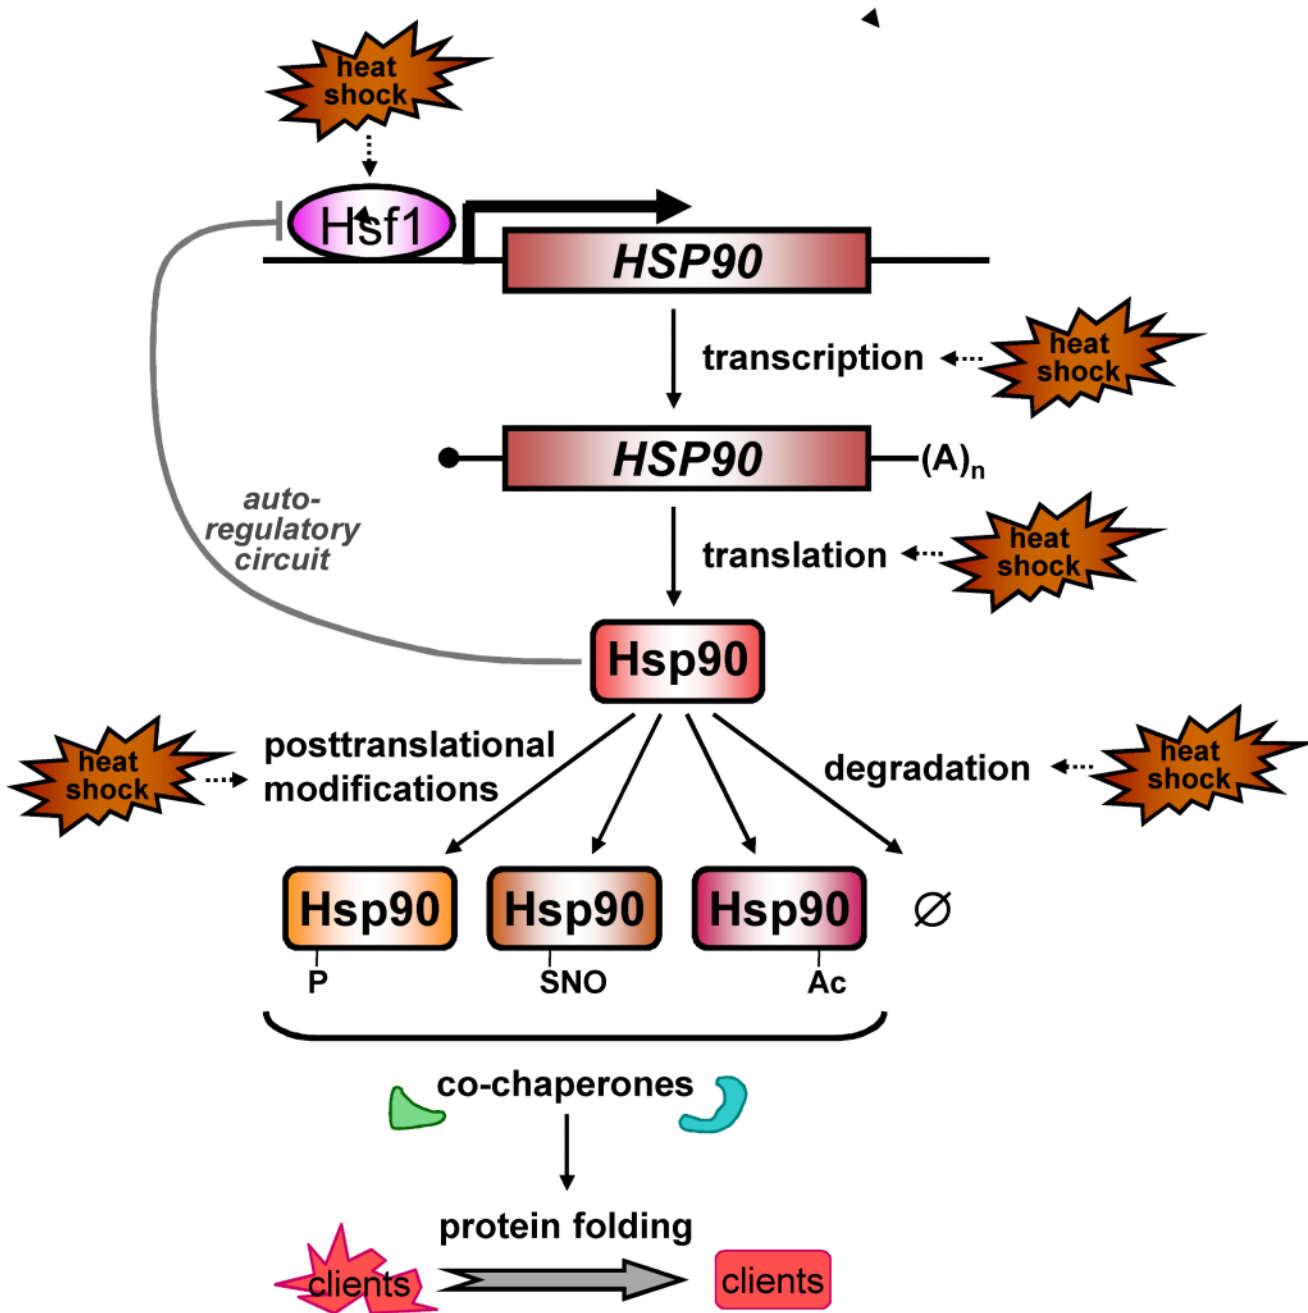 heat
shock
Hsf1
HSP90
transcription
heat
shock
HSP90
(A)n
auto-
regulatory
circuit
translation
heat
shock
Hsp90
heat
shock
posttranslational
modifications
degradation
heat
shock
Hsp90
Hsp90
Hsp90
∅
P
SNO
Ac
co-chaperones
protein folding
clients
clients